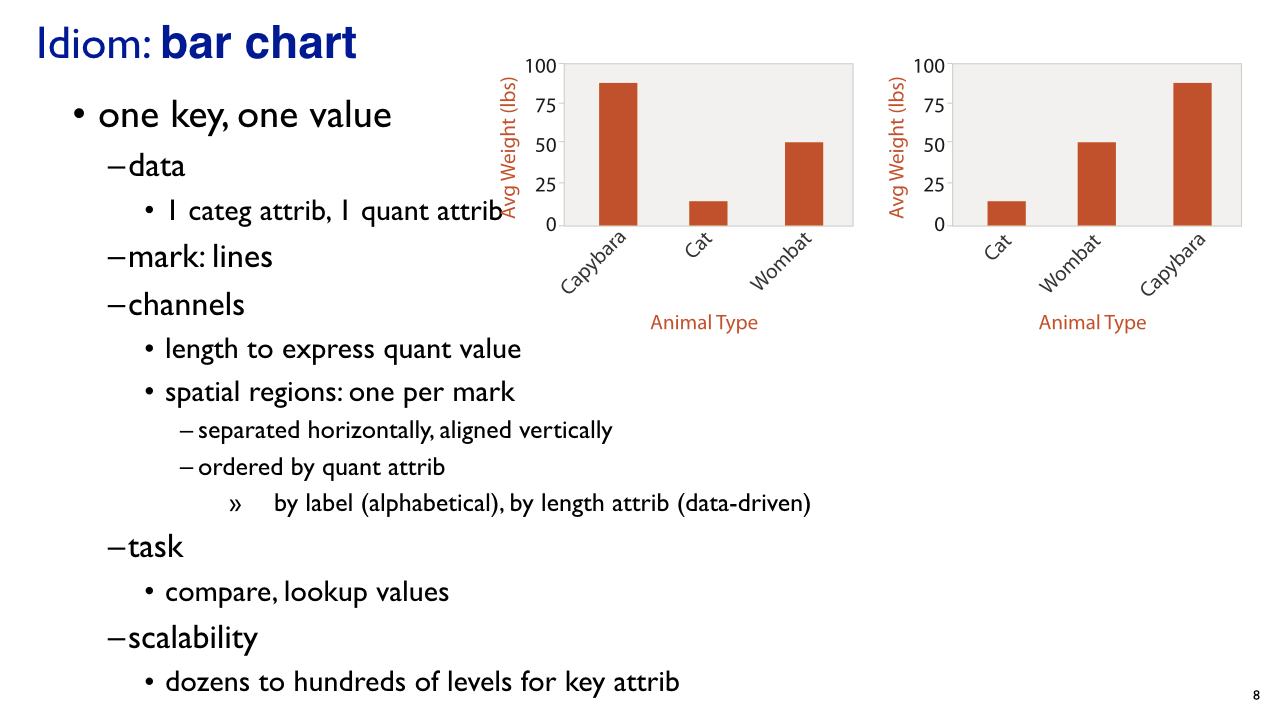 Idiom: bar chart
• one key, one value
–data
• 1 categ attrib, 1 quant attrib
–mark: lines
–channels
• length to express quant value
• spatial regions: one per mark
– separated horizontally, aligned vertically
– ordered by quant attrib
» by label (alphabetical), by length attrib (data-driven)
–task
• compare, lookup values
–scalability
• dozens to hundreds of levels for key attrib
Avg Weight (lbs)
100
75
50
25
0
Capybara
Cat
Wombat
Animal Type
Avg Weight (lbs)
100
75
50
25
0
Cat
Wombat
Capybara
Animal Type
8